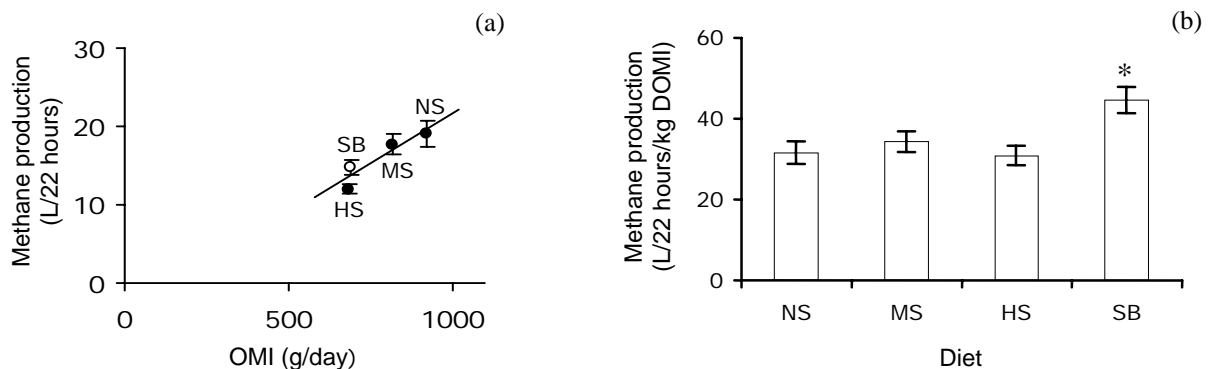 (a)
Methane production
(L/22 hours)
30
20
10
0
NS
SB
MS
HS
0 500 1000
OMI (g/day)
(b)
Methane production
(L/22 hours/kg DOMI)
60
40
20
0
*
NS MS HS SB
Diet